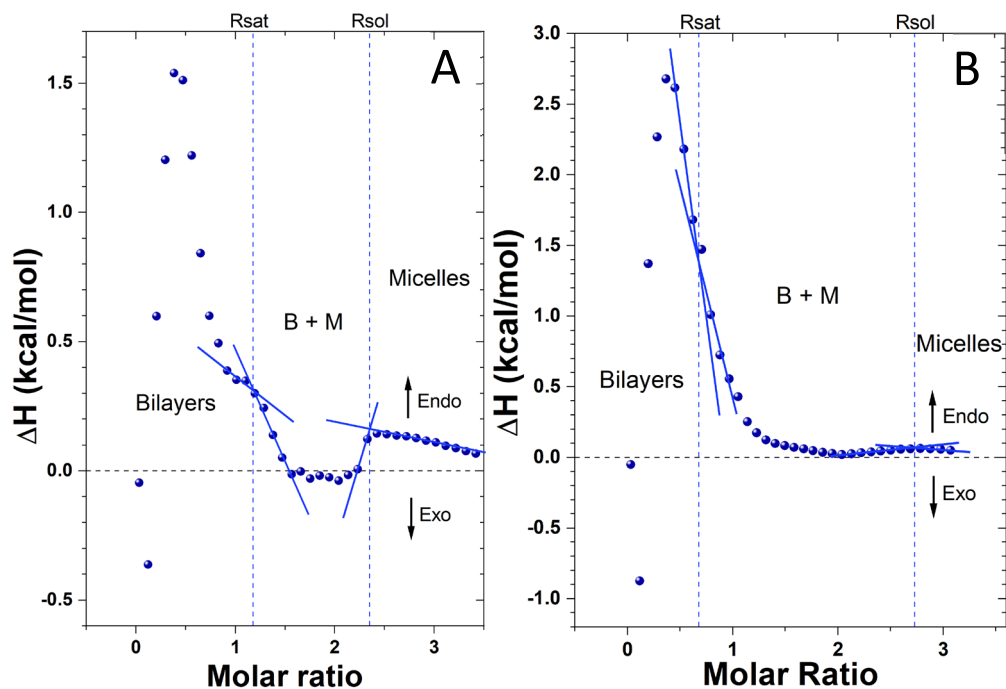 Rsat Rsol
A
1.5
1.0
0.5
0.0
-0.5
ΔH (kcal/mol)
Micelles
B + M
Bilayers
Endo
Exo
0 1 2 3
Molar ratio
Rsat Rsol
B
3.0
2.5
2.0
1.5
1.0
0.5
0.0
-0.5
-1.0
ΔH (kcal/mol)
B + M
Micelles
Bilayers
Endo
Exo
0 1 2 3
Molar Ratio